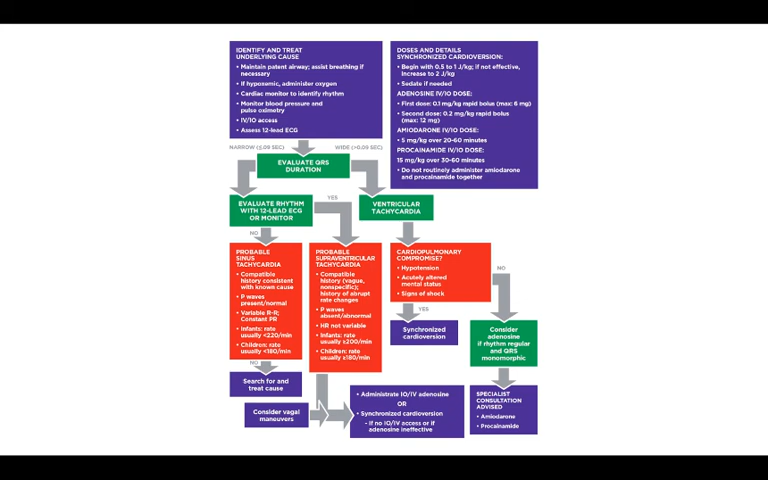 IDENTIFY AND TREAT
UNDERLYING CAUSE
• Maintain patent airway; assist breathing if
necessary
• If hypoxemic, administer oxygen
• Cardiac monitor to identify rhythm
• Monitor blood pressure and
pulse oximetry
• IV/IO access
• Assess 12-lead ECG
DOSES AND DETAILS
SYNCHRONIZED CARDIOVERSION:
• Begin with 0.5 to 1 J/kg; if not effective,
increase to 2 J/kg
• Sedate if needed
ADENOSINE IV/IO DOSE:
• First dose: 0.1 mg/kg rapid bolus (max: 6 mg)
• Second dose: 0.2 mg/kg rapid bolus
(max: 12 mg)
AMIODARONE IV/IO DOSE:
• 5 mg/kg over 20-60 minutes
PROCAINAMIDE IV/IO DOSE:
15 mg/kg over 30-60 minutes
• Do not routinely administer amiodarone
and procainamide together
NARROW (≤.09 SEC)
WIDE (>0.09 SEC)
EVALUATE QRS
DURATION
EVALUATE RHYTHM
WITH 12-LEAD ECG
OR MONITOR
YES
VENTRICULAR
TACHYCARDIA
NO
PROBABLE
SINUS
TACHYCARDIA
• Compatible
history consistent
with known cause
• P waves
present/normal
• Variable R-R;
Constant PR
• Infants: rate
usually <220/min
• Children: rate
usually <180/min
PROBABLE
SUPRAVENTRICULAR
TACHYCARDIA
• Compatible
history (vague,
nonspecific);
history of abrupt
rate changes
• P waves
absent/abnormal
• HR not variable
• Infants: rate
usually ≥200/min
• Children: rate
usually ≥180/min
CARDIOPULMONARY
COMPROMISE?
• Hypotension
• Acutely altered
mental status
• Signs of shock
NO
YES
Synchronized
cardioversion
Consider
adenosine
if rhythm regular
and QRS
monomorphic
NO
Search for and
treat cause
Consider vagal
maneuvers
• Administrate IO/IV adenosine
OR
• Synchronized cardioversion
- If no IO/IV access or if
adenosine ineffective
SPECIALIST
CONSULTATION
ADVISED
• Amiodarone
• Procainamide